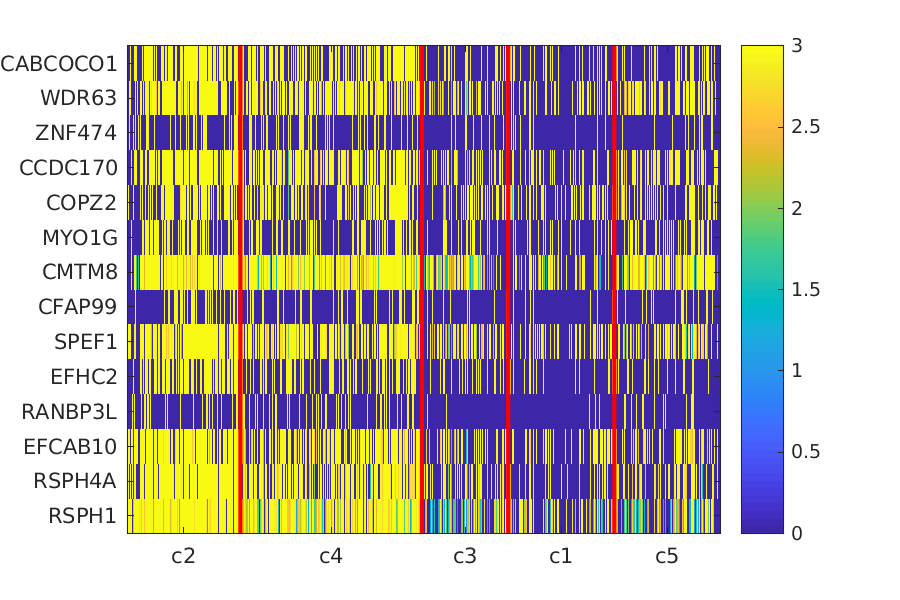 CABCOCO1
WDR63
ZNF474
CCDC170
COPZ2
MYO1G
CMTM8
CFAP99
SPEF1
EFHC2
RANBP3L
EFCAB10
RSPH4A
RSPH1
c2 c4 c3 c1 c5
3
2.5
2
1.5
1
0.5
0